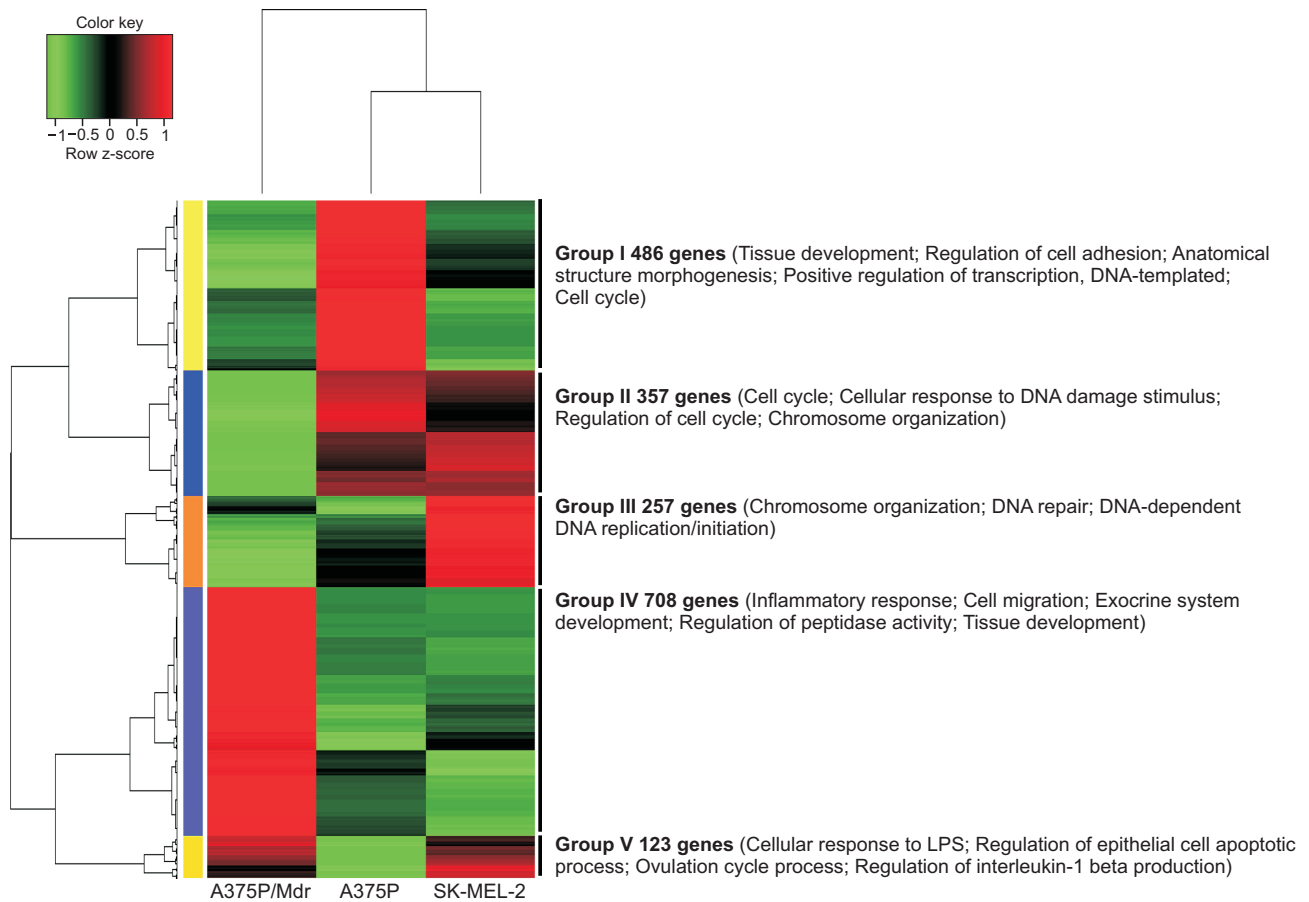 Color key
−1 −0.5 0 0.5 1
Row z-score
Group I 486 genes (Tissue development; Regulation of cell adhesion; Anatomical
structure morphogenesis; Positive regulation of transcription, DNA-templated;
Cell cycle)
Group II 357 genes (Cell cycle; Cellular response to DNA damage stimulus;
Regulation of cell cycle; Chromosome organization)
Group III 257 genes (Chromosome organization; DNA repair; DNA-dependent
DNA replication/initiation)
Group IV 708 genes (Inflammatory response; Cell migration; Exocrine system
development; Regulation of peptidase activity; Tissue development)
Group V 123 genes (Cellular response to LPS; Regulation of epithelial cell apoptotic
process; Ovulation cycle process; Regulation of interleukin-1 beta production)
A375P/Mdr A375P SK-MEL-2